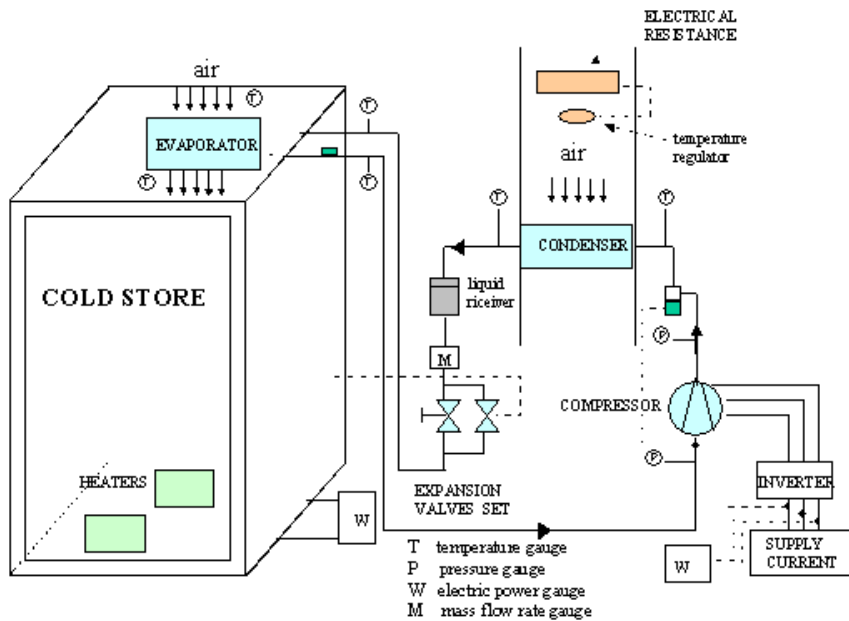 ELECTRICAL
RESISTANCE
air
T
EVAPORATOR
T
T
T
temperature
regulator
air
T
T
CONDENSER
COLD STORE
liquid
riceiver
P
M
COMPRESSOR
P
HEATERS
INVERTER
EXPANSION
VALVES SET
W
SUPPLY
CURRENT
W
T temperature gauge
P pressure gauge
W electric power gauge
M mass flow rate gauge